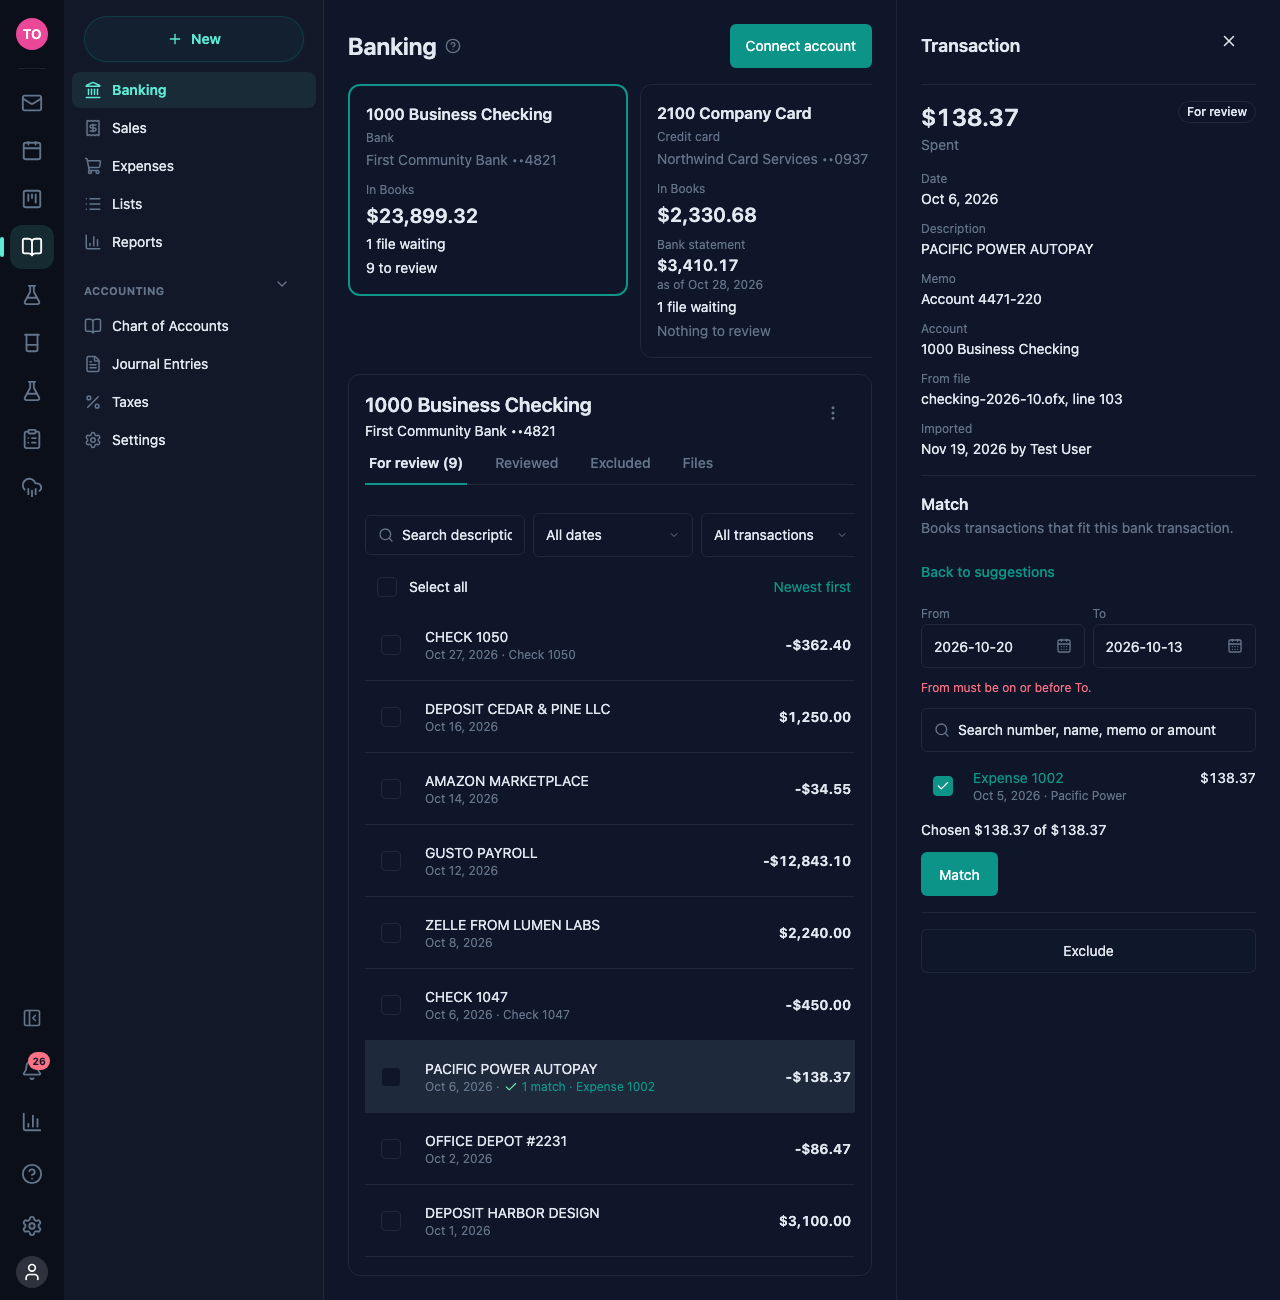 TO
New
Banking
Sales
Expenses
Lists
Reports
ACCOUNTING
Chart of Accounts
Journal Entries
Taxes
Settings
26
Banking
Connect account
1000 Business Checking
Bank
First Community Bank ••4821
In Books
$23,899.32
1 file waiting
9 to review
2100 Company Card
Credit card
Northwind Card Services ••0937
In Books
$2,330.68
Bank statement
$3,410.17
as of Oct 28, 2026
1 file waiting
Nothing to review
1000 Business Checking
First Community Bank ••4821
For review (9)
Reviewed
Excluded
Files
Search descriptic
All dates
All transactions
Select all
Newest first
CHECK 1050
Oct 27, 2026 · Check 1050
-$362.40
DEPOSIT CEDAR & PINE LLC
Oct 16, 2026
$1,250.00
AMAZON MARKETPLACE
Oct 14, 2026
-$34.55
GUSTO PAYROLL
Oct 12, 2026
-$12,843.10
ZELLE FROM LUMEN LABS
Oct 8, 2026
$2,240.00
CHECK 1047
Oct 6, 2026 · Check 1047
-$450.00
PACIFIC POWER AUTOPAY
Oct 6, 2026 · 1 match · Expense 1002
-$138.37
OFFICE DEPOT #2231
Oct 2, 2026
-$86.47
DEPOSIT HARBOR DESIGN
Oct 1, 2026
$3,100.00
Transaction
$138.37
For review
Spent
Date
Oct 6, 2026
Description
PACIFIC POWER AUTOPAY
Memo
Account 4471-220
Account
1000 Business Checking
From file
checking-2026-10.ofx, line 103
Imported
Nov 19, 2026 by Test User
Match
Books transactions that fit this bank transaction.
Back to suggestions
From
To
2026-10-20
2026-10-13
From must be on or before To.
Search number, name, memo or amount
Expense 1002
$138.37
Oct 5, 2026 · Pacific Power
Chosen $138.37 of $138.37
Match
Exclude